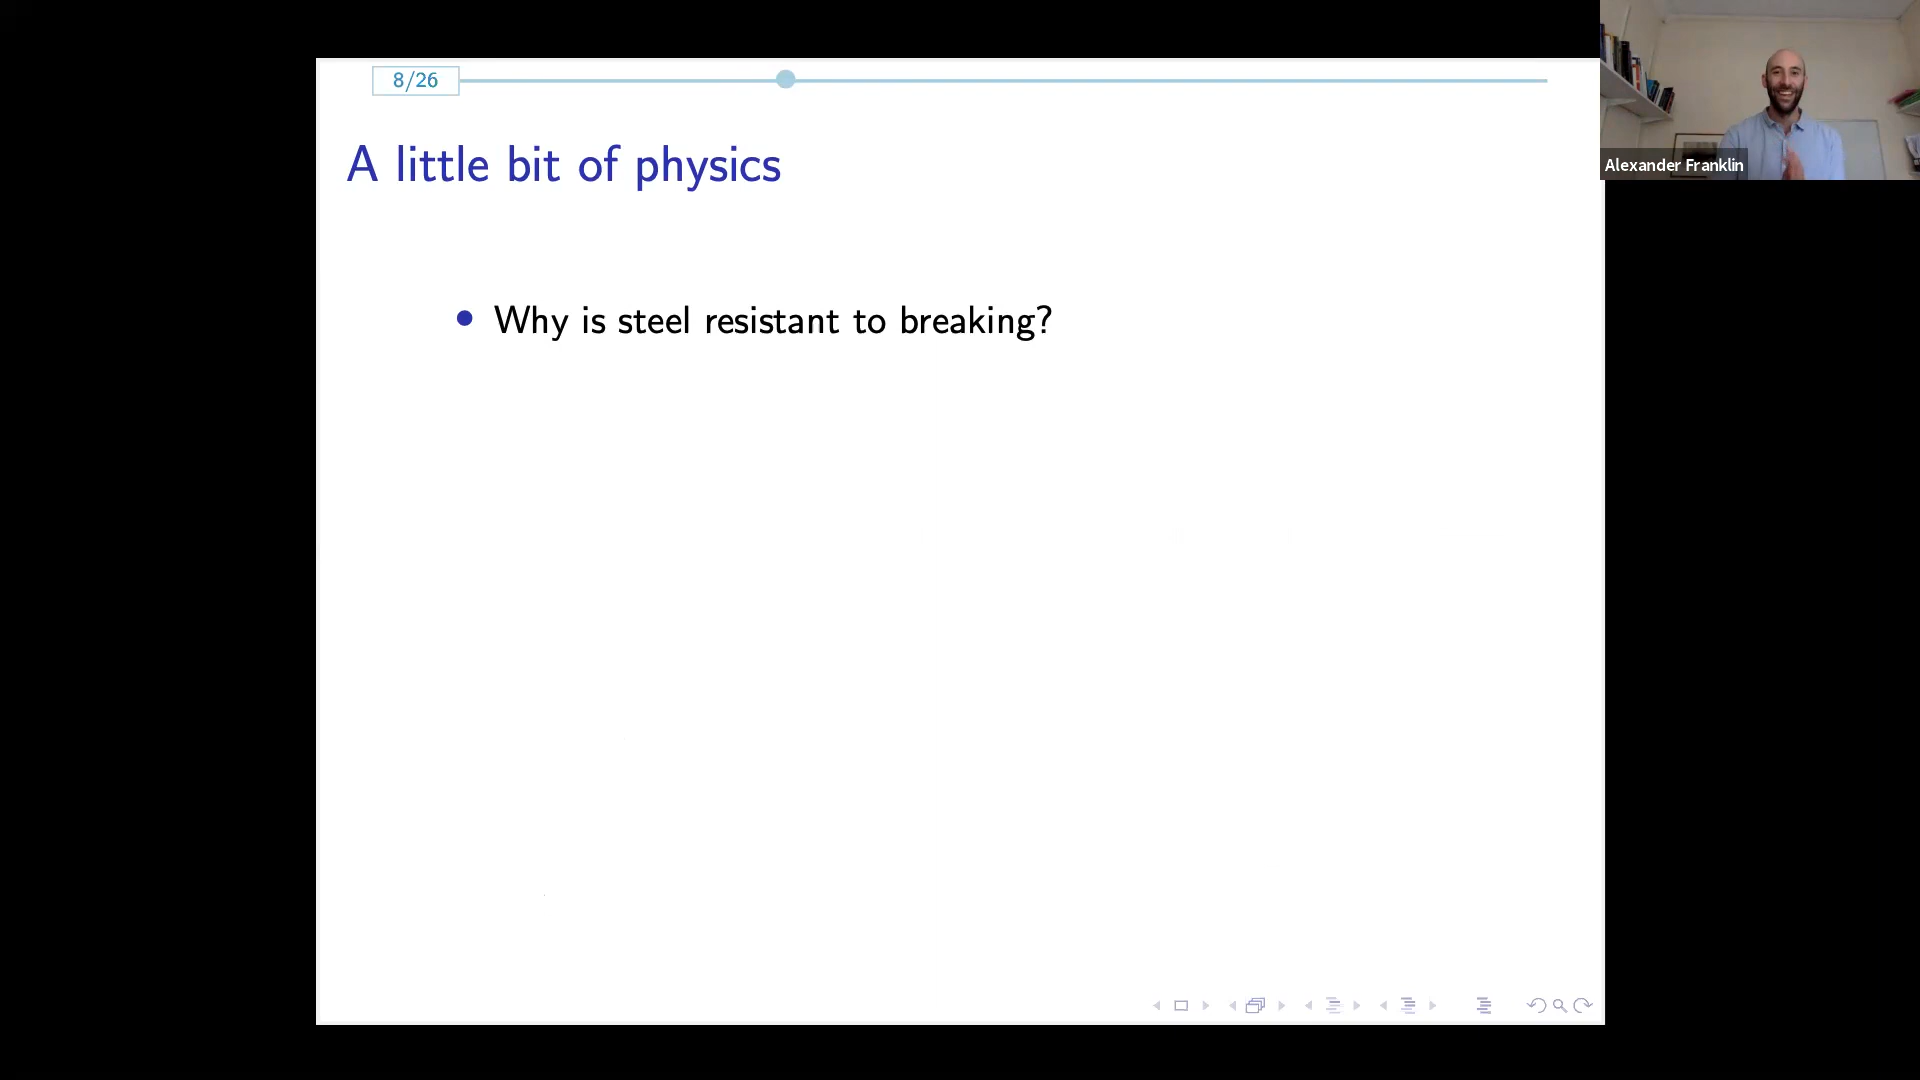 8/26
Alexander Franklin
A little bit of physics
Why is steel resistant to breaking?